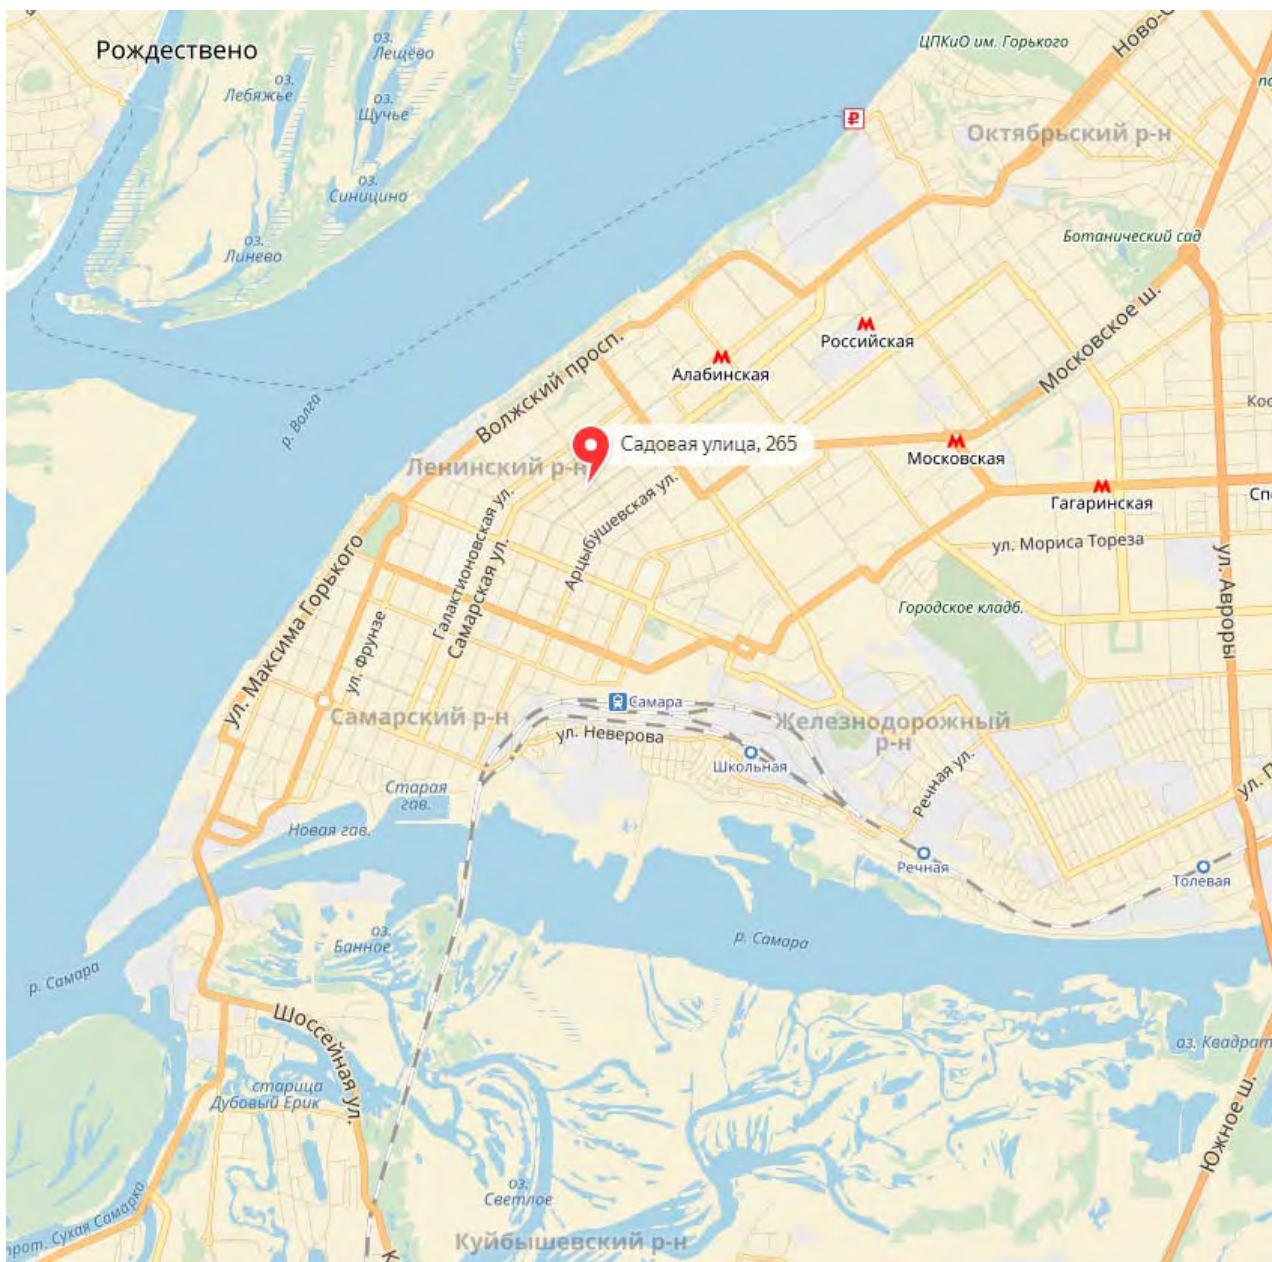 Рождествено
оз.
Лещёво
ЦПКиО им. Горького
оз.
Лебяжье
оз.
Щучье
₽
Октябрьский р-н
оз.
Синицино
оз.
Линево
Ботанический сад
Российская
Московское ш.
Волжский просп.
Алабинская
р. Волга
Садовая улица, 265
Московская
Ленинский р-н
Гагаринская
Галактионовская ул.
Арцыбушевская ул.
Самарская ул.
ул. Мориса Тореза
ул. Авроры
ул. Максима Горького
ул. Фрунзе
Городское кладб.
Самара
Самарский р-н
ул. Неверова
Железнодорожный
р-н
Школьная
Речная ул.
Старая
гав.
Новая гав.
Речная
Толевая
оз.
Банное
р. Самара
р. Самара
Шоссейная ул.
оз. Квадрат
старица
Дубовый Ерик
Южное ш.
оз.
Светлое
прот. Сухая Самарка
Куйбышевский р-н